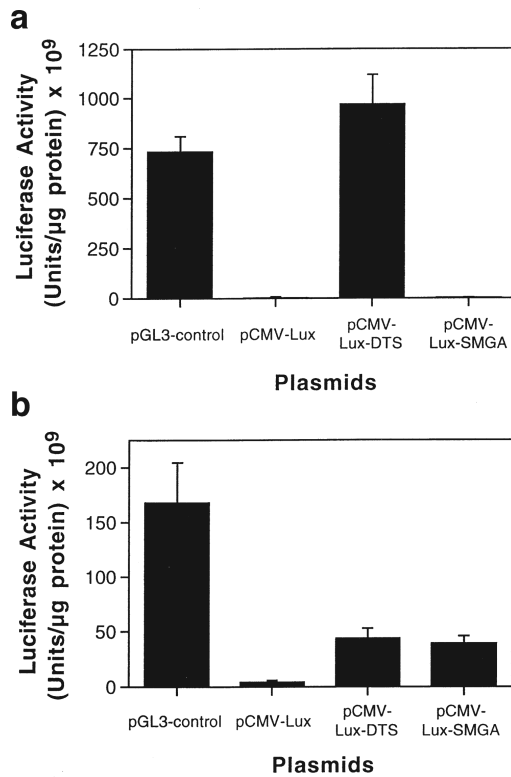 a
Luciferase Activity
(Units/µg protein) x 10⁹
1250
1000
750
500
250
0
pGL3-control
pCMV-Lux
pCMV-
Lux-DTS
pCMV-
Lux-SMGA
Plasmids
b
Luciferase Activity
(Units/µg protein) x 10⁹
200
150
100
50
0
pGL3-control
pCMV-Lux
pCMV-
Lux-DTS
pCMV-
Lux-SMGA
Plasmids